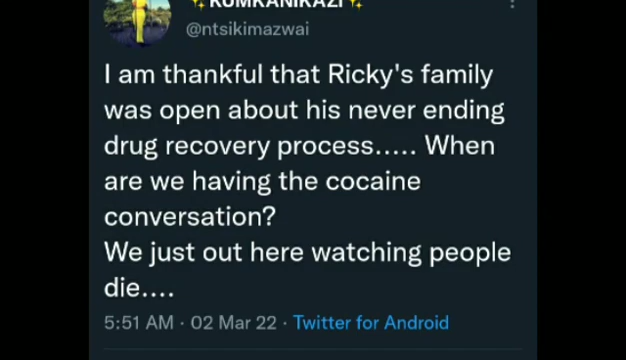 ✨KUMKANIKAZI✨
@ntsikimazwai
I am thankful that Ricky's family
was open about his never ending
drug recovery process..... When
are we having the cocaine
conversation?
We just out here watching people
die....
5:51 AM · 02 Mar 22 · Twitter for Android